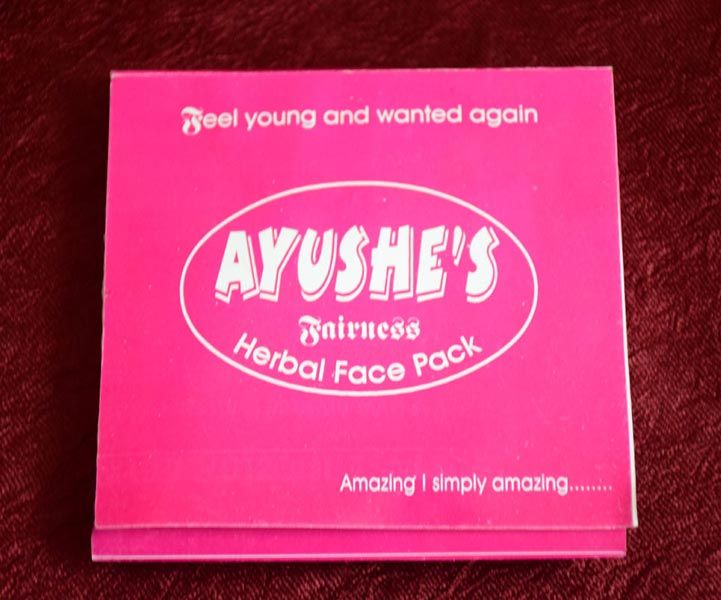 Feel young and wanted again
AYUSHE'S
Fairness
Herbal Face Pack
Amazing I simply amazing........